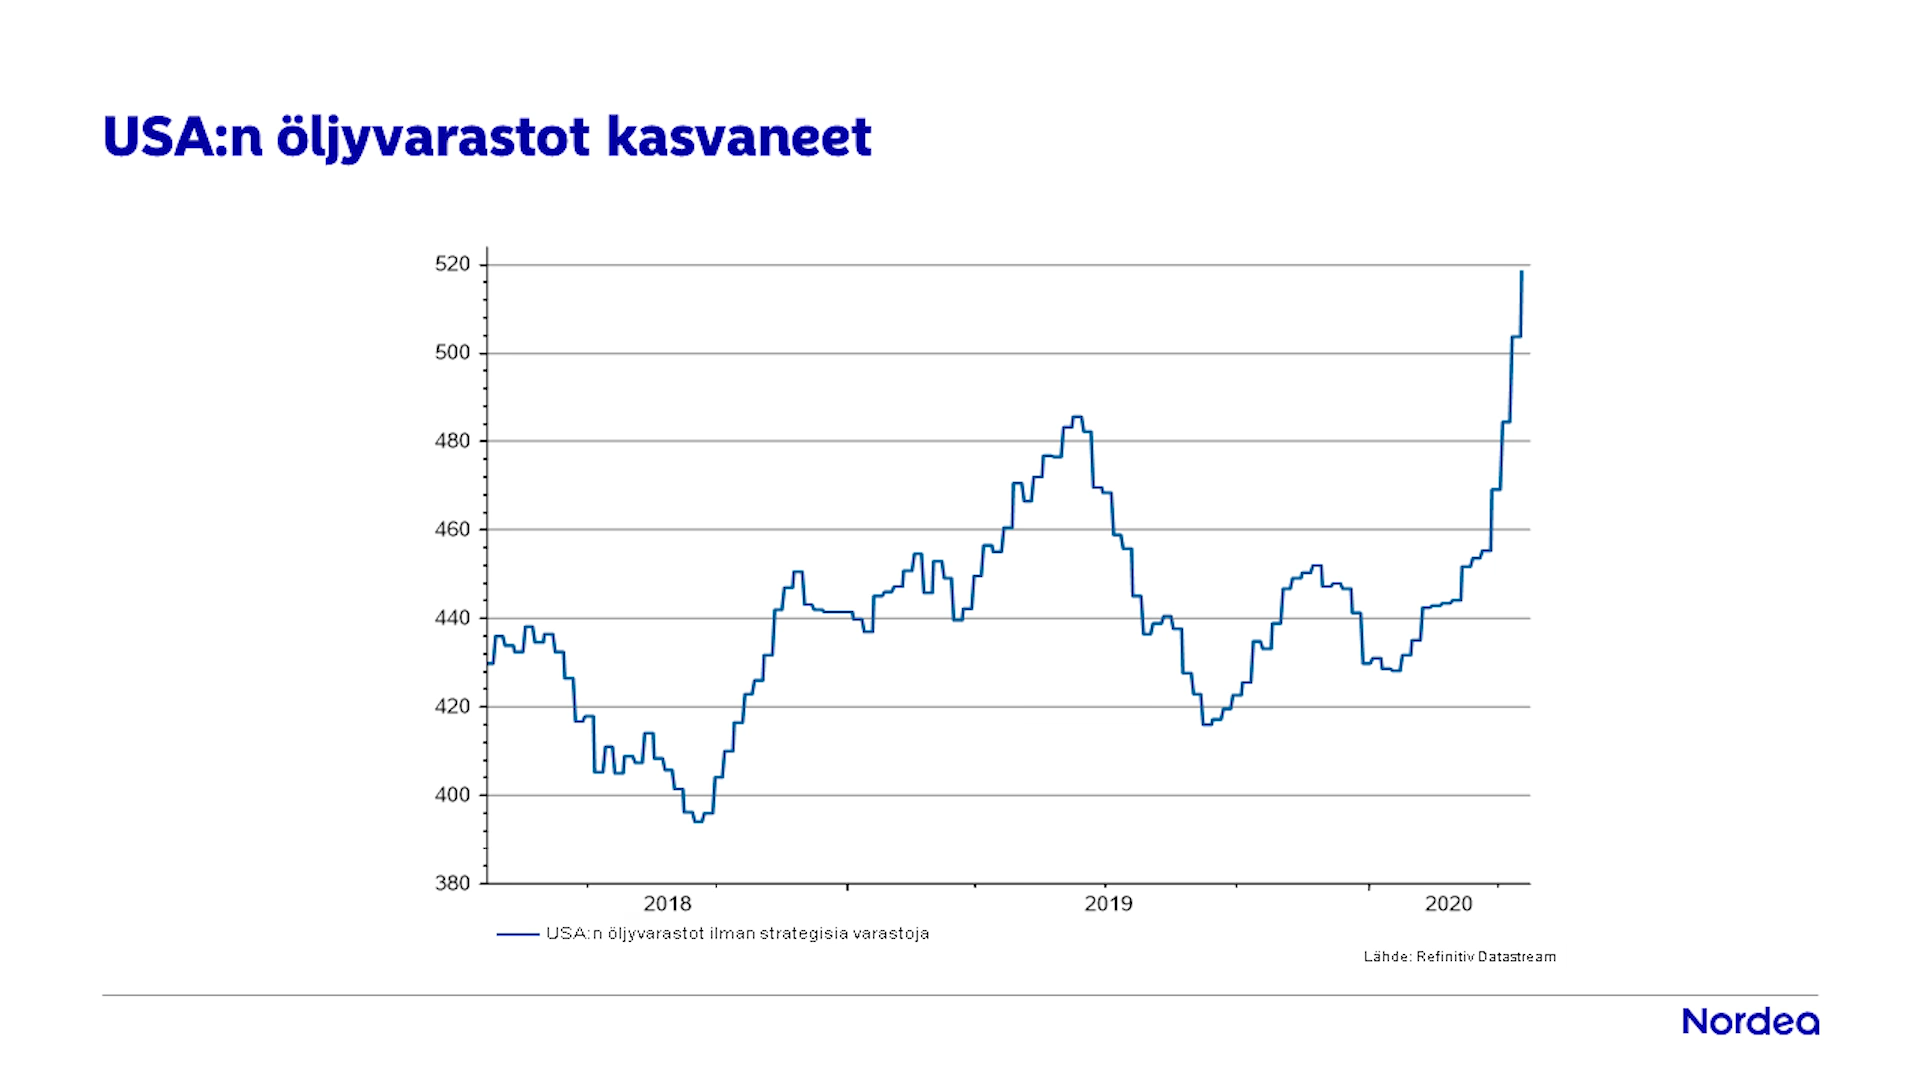 USA:n öljyvarastot kasvaneet
520
500
480
460
440
420
400
380
2018 2019 2020
USA:n öljyvarastot ilman strategisia varastoja
Lähde: Refinitiv Datastream
Nordea